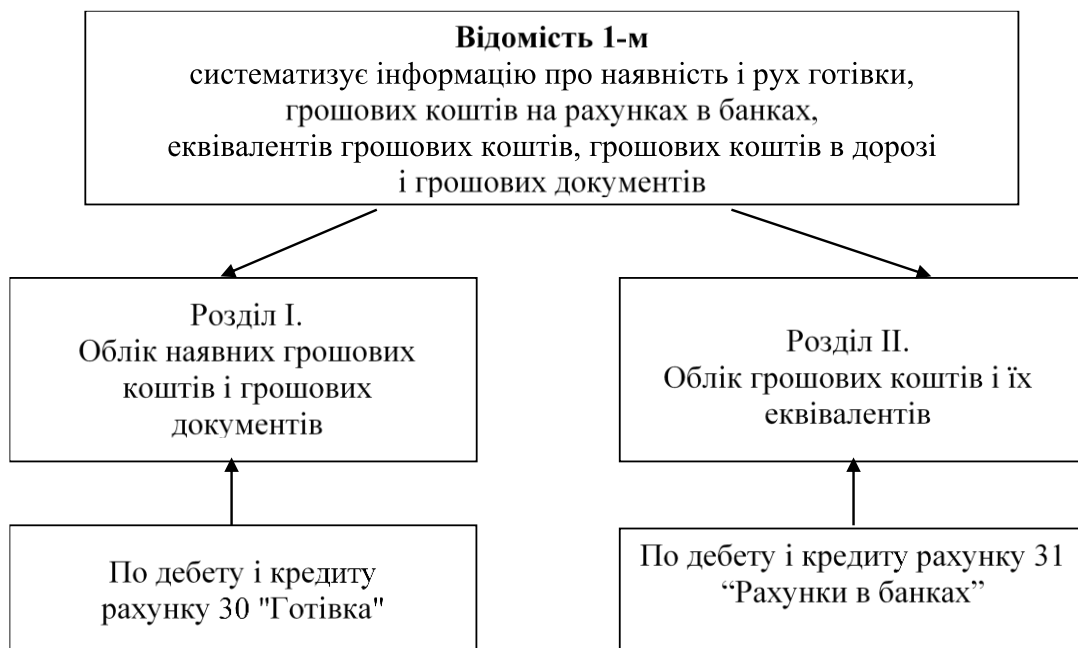 Відомість 1-м
систематизує інформацію про наявність і рух готівки,
грошових коштів на рахунках в банках,
еквівалентів грошових коштів, грошових коштів в дорозі
і грошових документів
Розділ I.
Облік наявних грошових
коштів і грошових
документів
Розділ II.
Облік грошових коштів і їх
еквівалентів
По дебету і кредиту
рахунку 30 "Готівка"
По дебету і кредиту рахунку 31
“Рахунки в банках”